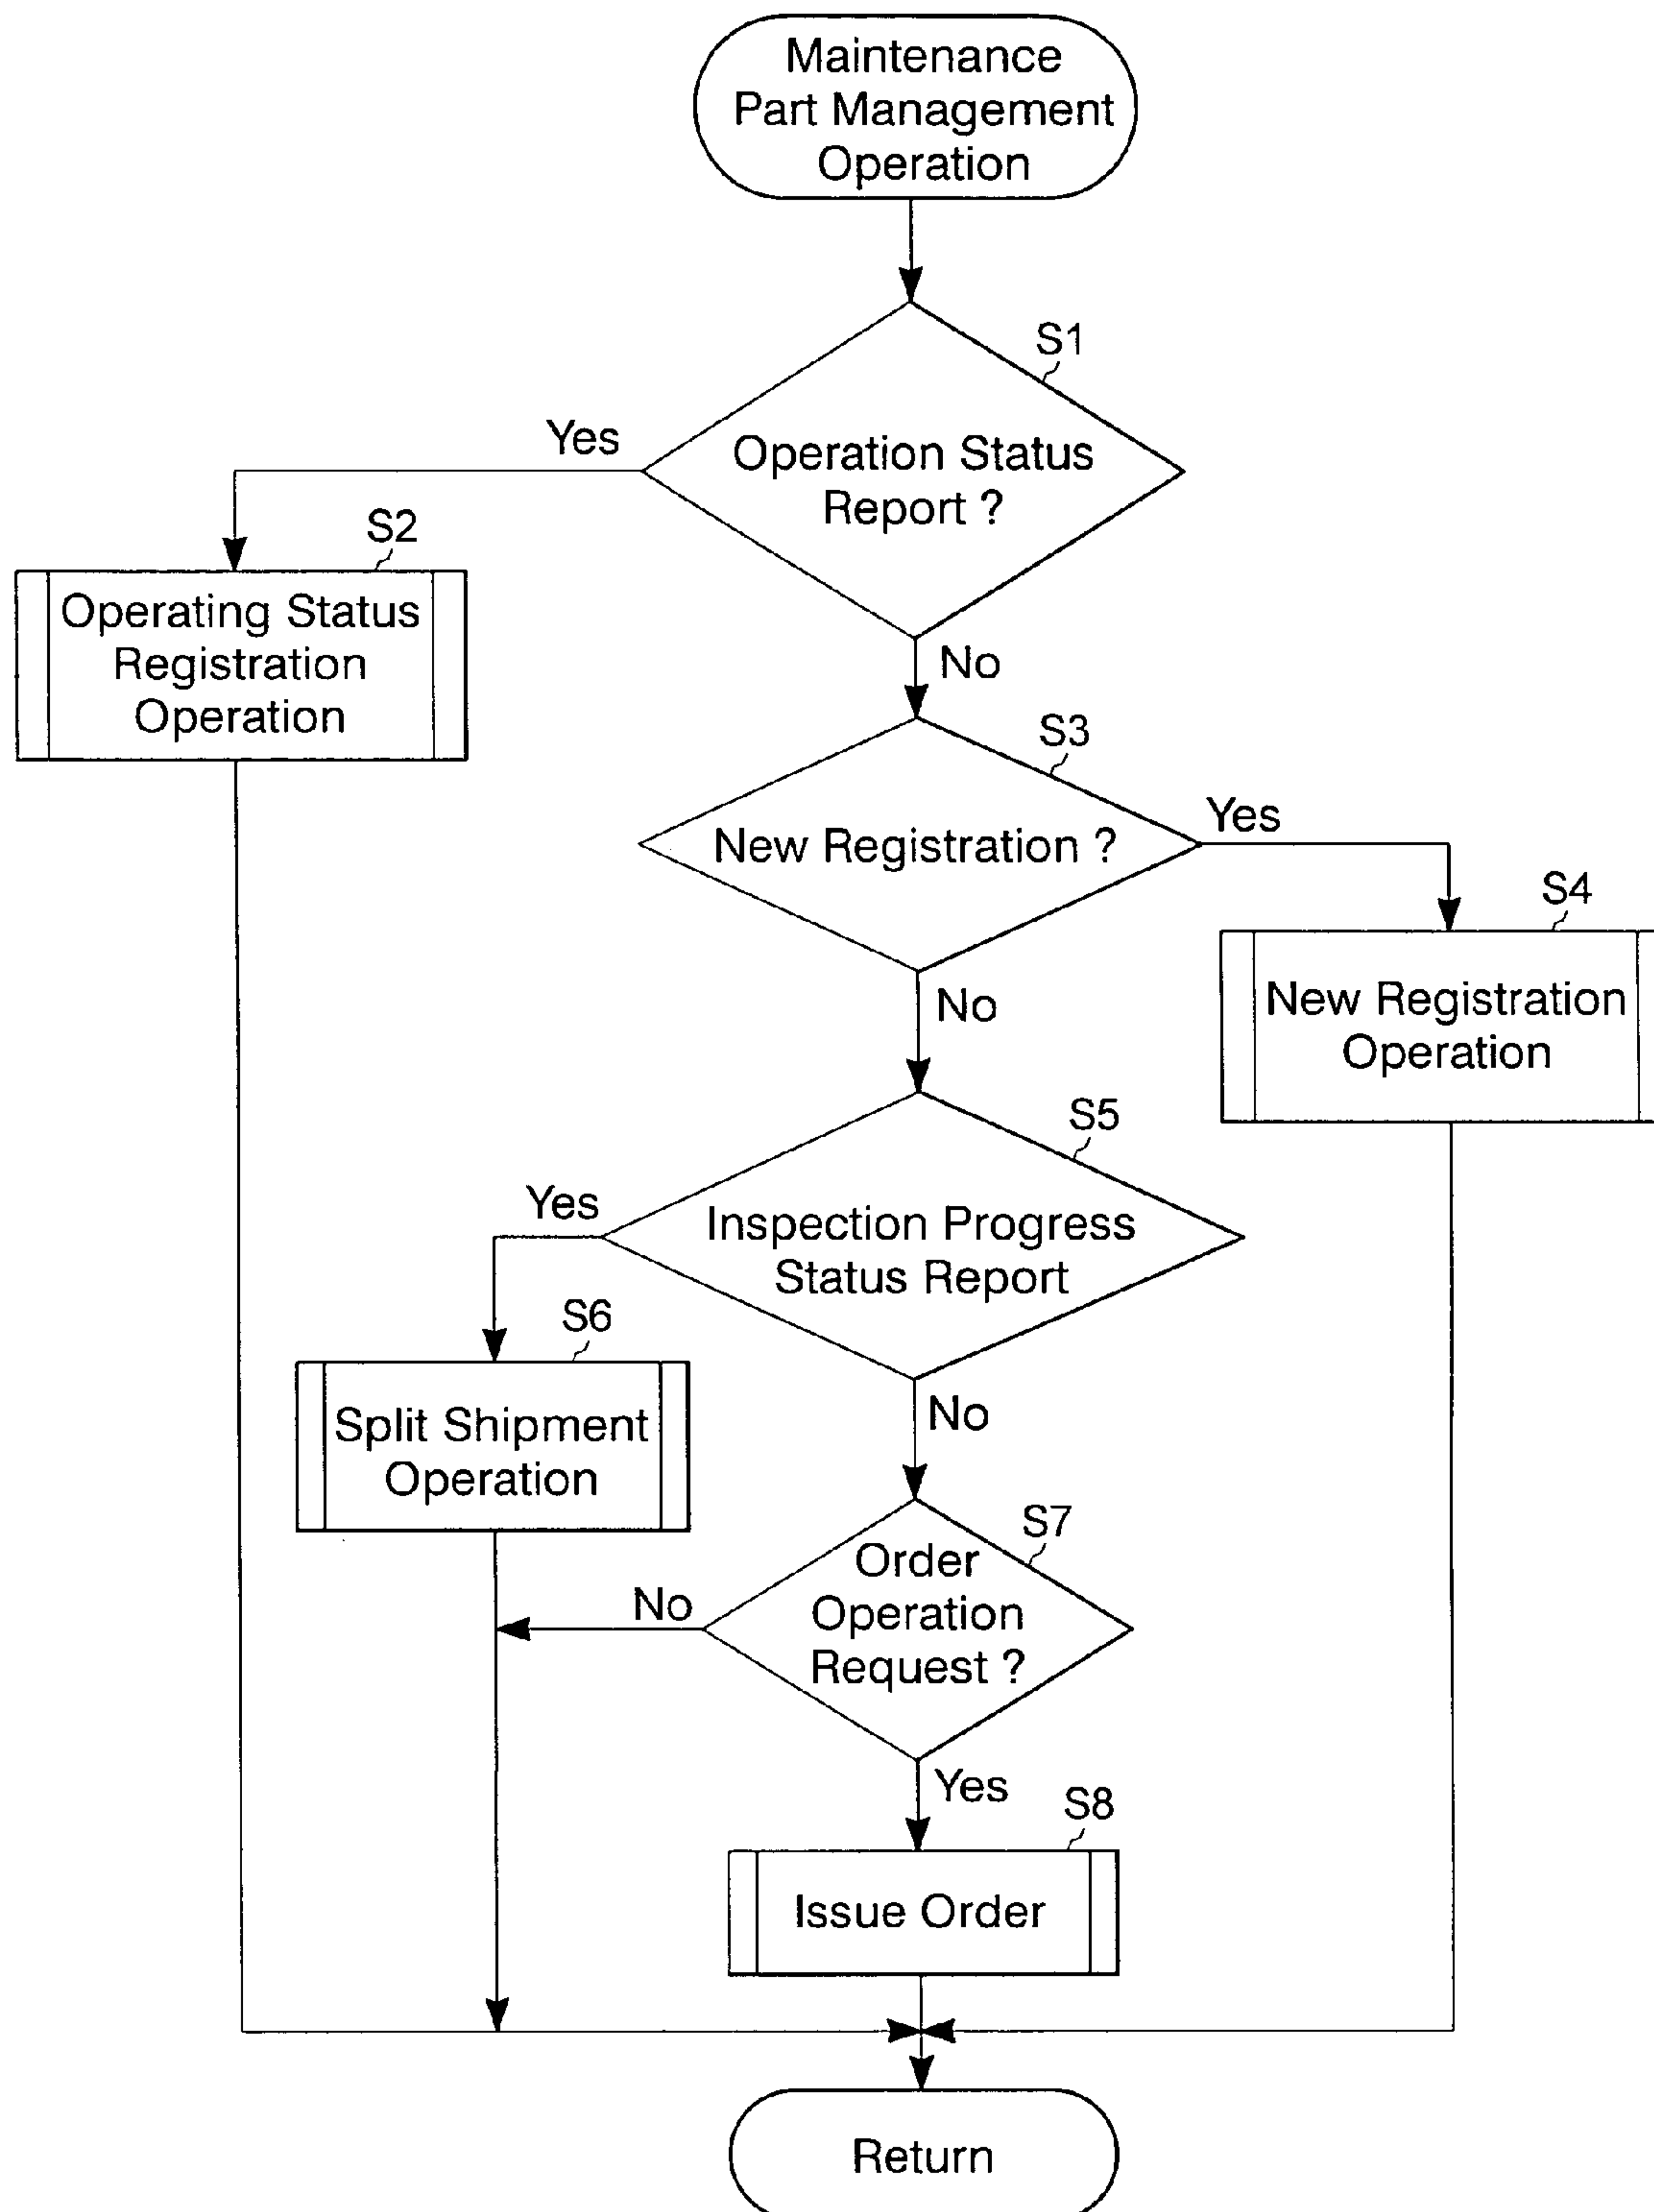 Maintenance
Part Management
Operation
S1
Yes
Operation Status
Report ?
S2
Operating Status
Registration
Operation
No
S3
New Registration ?
Yes
S4
New Registration
Operation
No
S5
Yes
Inspection Progress
Status Report
S6
Split Shipment
Operation
No
S7
Order
Operation
Request ?
No
Yes
S8
Issue Order
Return